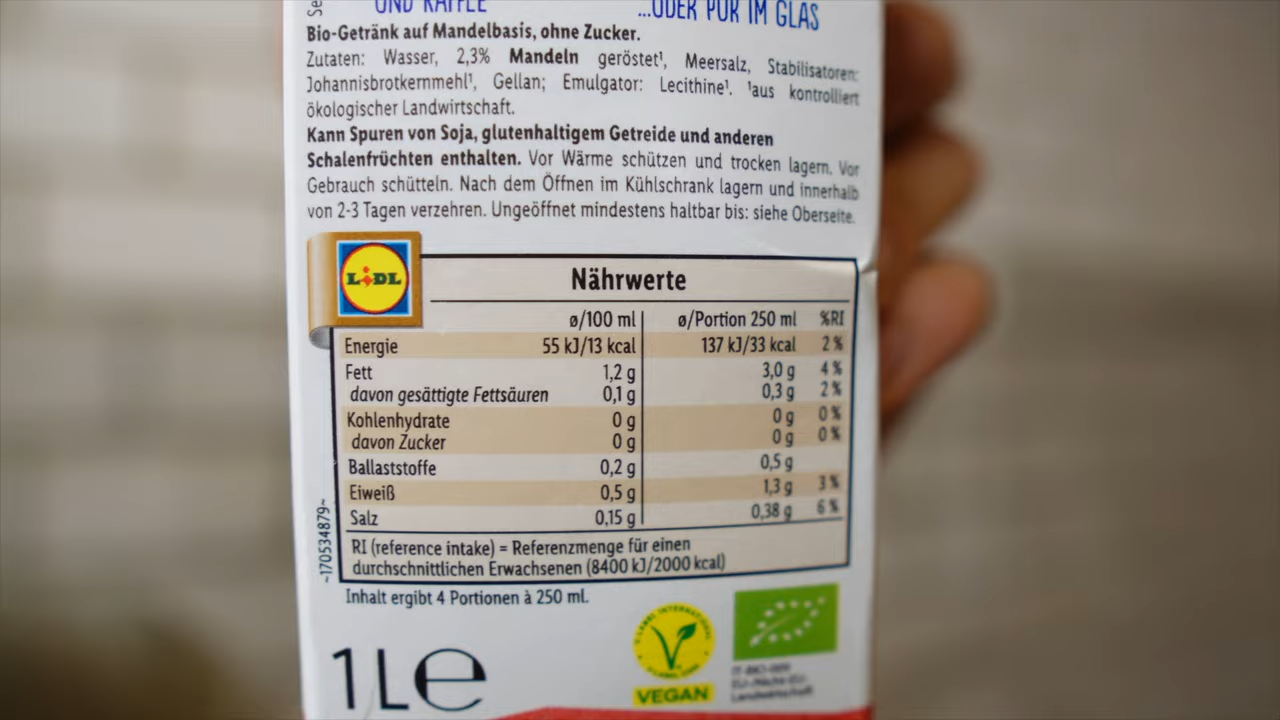 UND KAFFEE
...ODER PUR IM GLAS
Bio-Getränk auf Mandelbasis, ohne Zucker.
Zutaten: Wasser, 2,3% Mandeln geröstet¹, Meersalz, Stabilisatoren:
Johannisbrotkernmehl¹, Gellan; Emulgator: Lecithine¹. ¹aus kontrolliert
ökologischer Landwirtschaft.
Kann Spuren von Soja, glutenhaltigem Getreide und anderen
Schalenfrüchten enthalten. Vor Wärme schützen und trocken lagern. Vor
Gebrauch schütteln. Nach dem Öffnen im Kühlschrank lagern und innerhalb
von 2-3 Tagen verzehren. Ungeöffnet mindestens haltbar bis: siehe Oberseite.
LIDL
Nährwerte
ø/100 ml ø/Portion 250 ml %RI
Energie 55 kJ/13 kcal 137 kJ/33 kcal 2%
Fett 1,2 g 3,0 g 4%
davon gesättigte Fettsäuren 0,1 g 0,3 g 2%
Kohlenhydrate 0 g 0 g 0%
davon Zucker 0 g 0 g 0%
Ballaststoffe 0,2 g 0,5 g
Eiweiß 0,5 g 1,3 g 3%
Salz 0,15 g 0,38 g 6%
RI (reference intake) = Referenzmenge für einen
durchschnittlichen Erwachsenen (8400 kJ/2000 kcal)
~170534879~
Inhalt ergibt 4 Portionen à 250 ml.
1L e
VEGAN